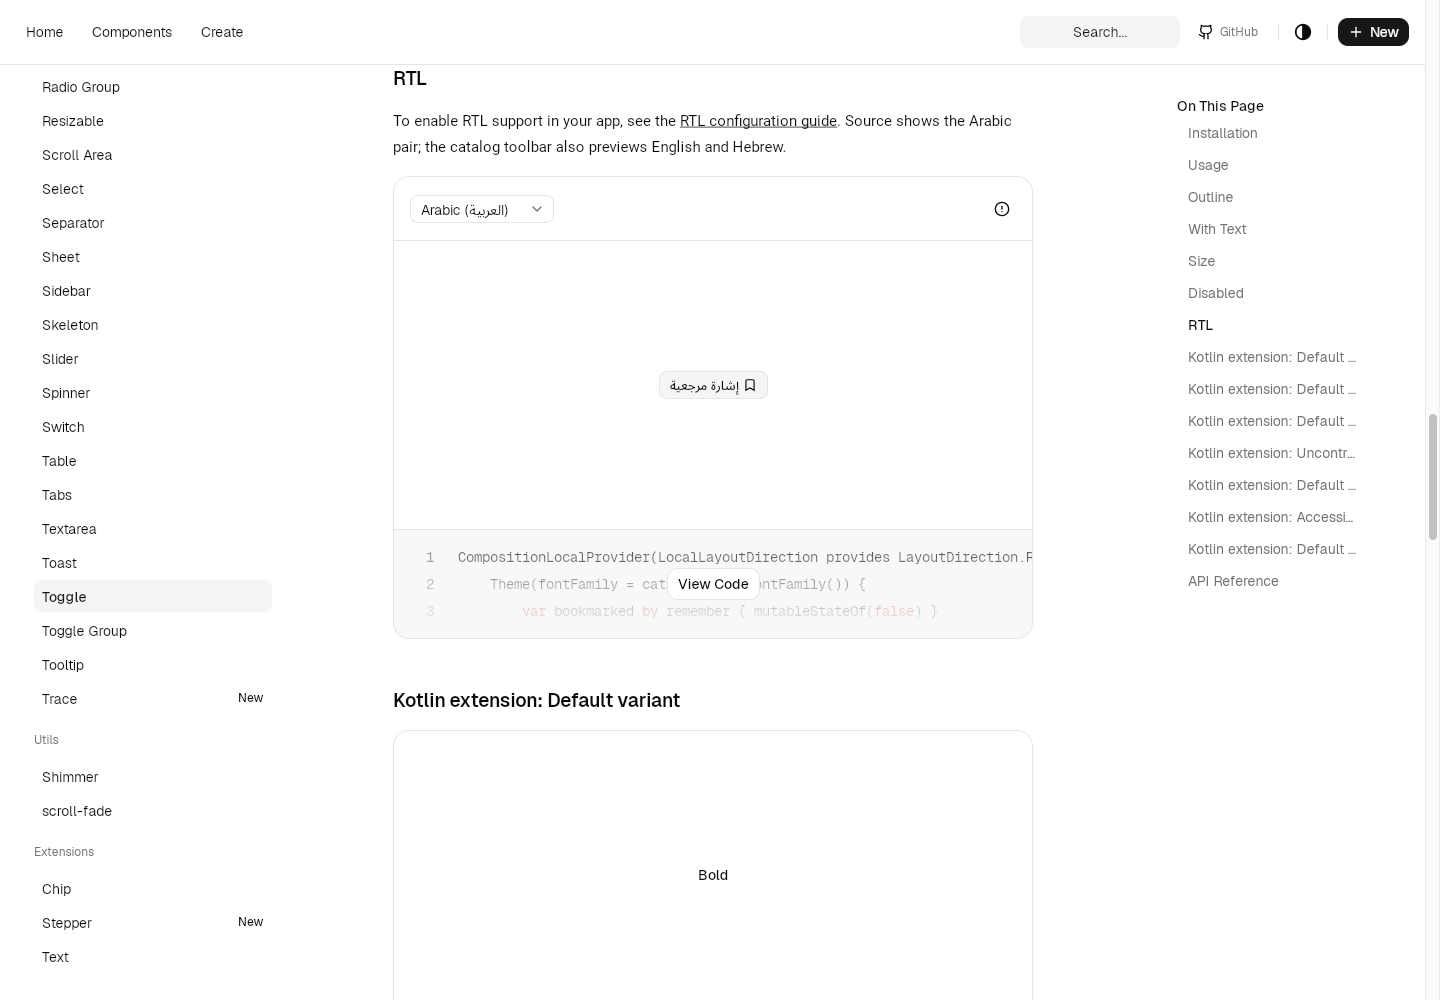 Home
Components
Create
Search...
GitHub
New
Radio Group
Resizable
Scroll Area
Select
Separator
Sheet
Sidebar
Skeleton
Slider
Spinner
Switch
Table
Tabs
Textarea
Toast
Toggle
Toggle Group
Tooltip
Trace New
Utils
Shimmer
scroll-fade
Extensions
Chip
Stepper New
Text
RTL
To enable RTL support in your app, see the RTL configuration guide. Source shows the Arabic
pair; the catalog toolbar also previews English and Hebrew.
Arabic (العربية)
إشارة مرجعية
1 CompositionLocalProvider(LocalLayoutDirection provides LayoutDirection.
2 Theme(fontFamily = ontFamily()) {
View Code
3 var bookmarked by remember { mutableStateOf(false) }
Kotlin extension: Default variant
Bold
On This Page
Installation
Usage
Outline
With Text
Size
Disabled
RTL
Kotlin extension: Default ...
Kotlin extension: Default ...
Kotlin extension: Default ...
Kotlin extension: Uncontr...
Kotlin extension: Default ...
Kotlin extension: Accessi...
Kotlin extension: Default ...
API Reference